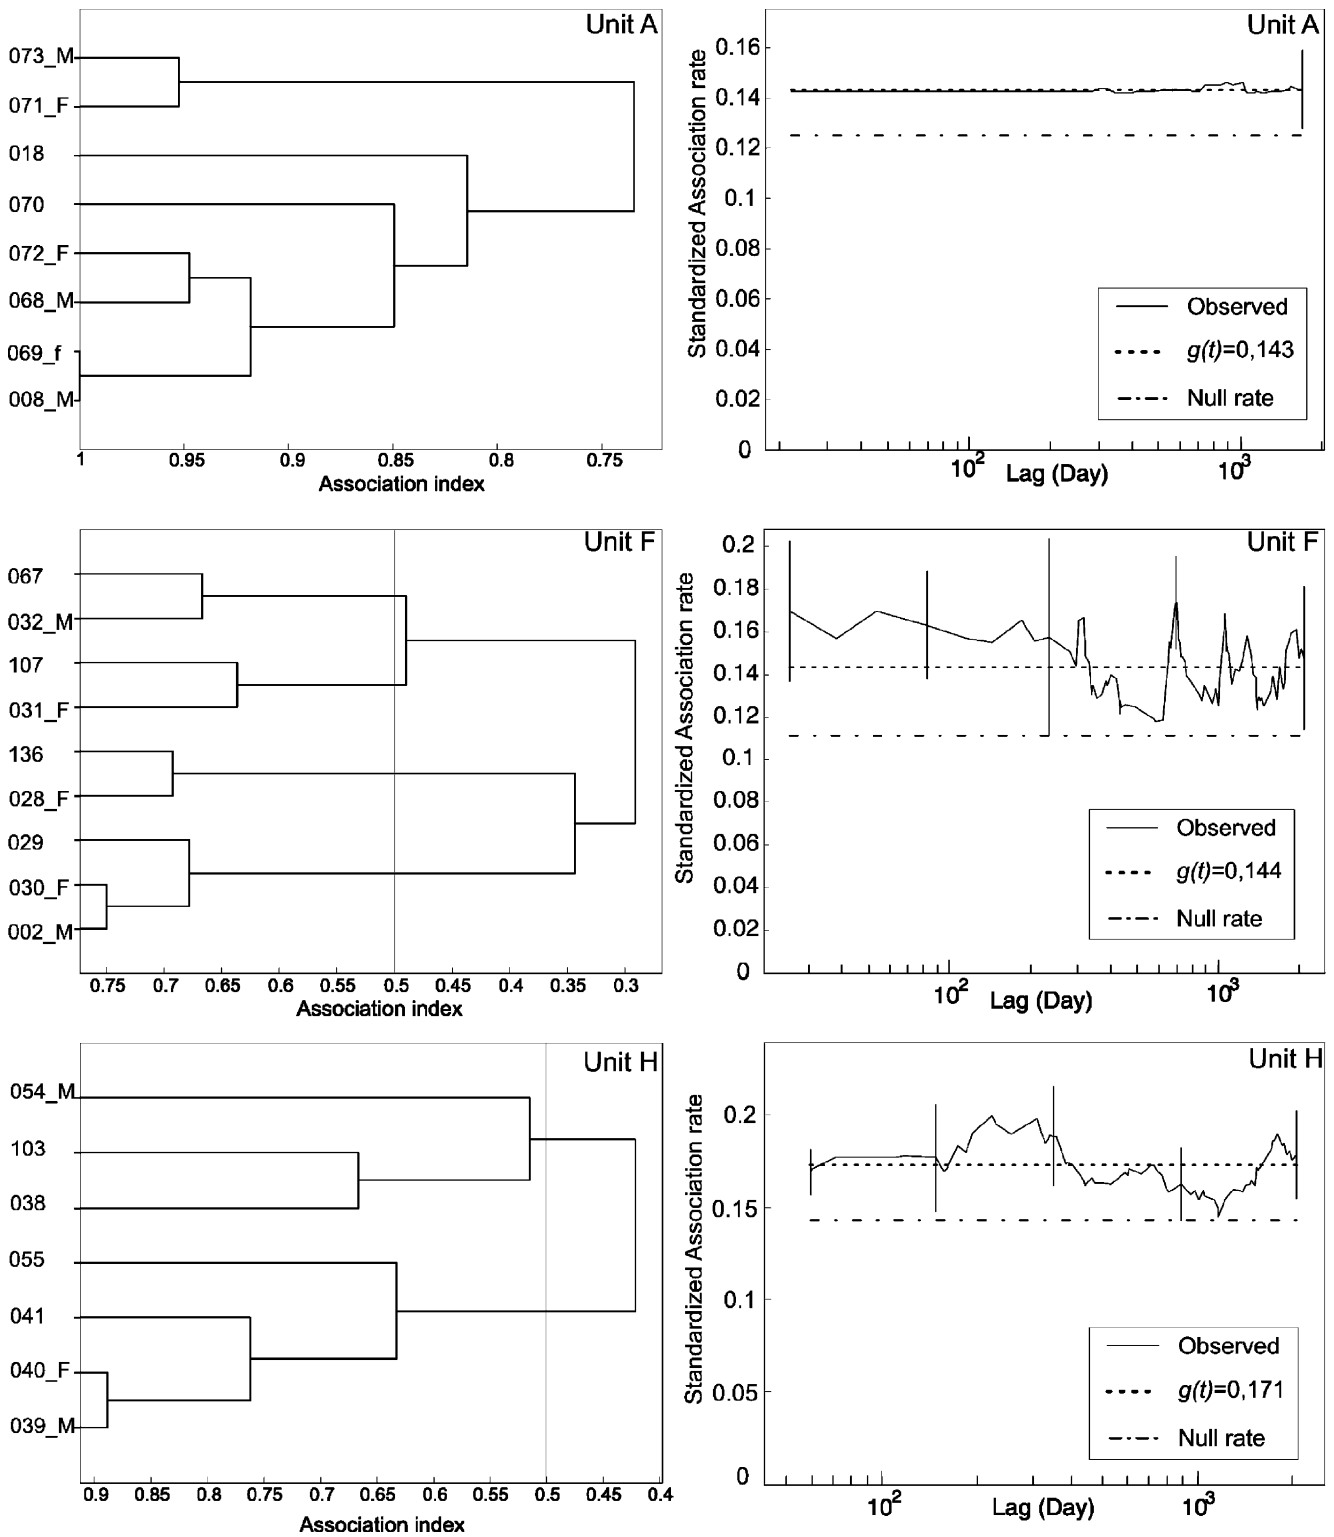 Unit A
073_M
071_F
018
070
072_F
068_M
069_f
008_M
1 0.95 0.9 0.85 0.8 0.75
Association index
Unit A
Standardized Association rate
0.16
0.14
0.12
0.1
0.08
0.06
0.04
0.02
0
Observed
g(t)=0,143
Null rate
10² 10³
Lag (Day)
Unit F
067
032_M
107
031_F
136
028_F
029
030_F
002_M
0.75 0.7 0.65 0.6 0.55 0.5 0.45 0.4 0.35 0.3
Association index
Unit F
Standardized Association rate
0.2
0.18
0.16
0.14
0.12
0.1
0.08
0.06
0.04
0.02
0
Observed
g(t)=0,144
Null rate
10² 10³
Lag (Day)
Unit H
054_M
103
038
055
041
040_F
039_M
0.9 0.85 0.8 0.75 0.7 0.65 0.6 0.55 0.5 0.45 0.4
Association index
Unit H
Standardized Association rate
0.2
0.15
0.1
0.05
0
Observed
g(t)=0,171
Null rate
10² 10³
Lag (Day)